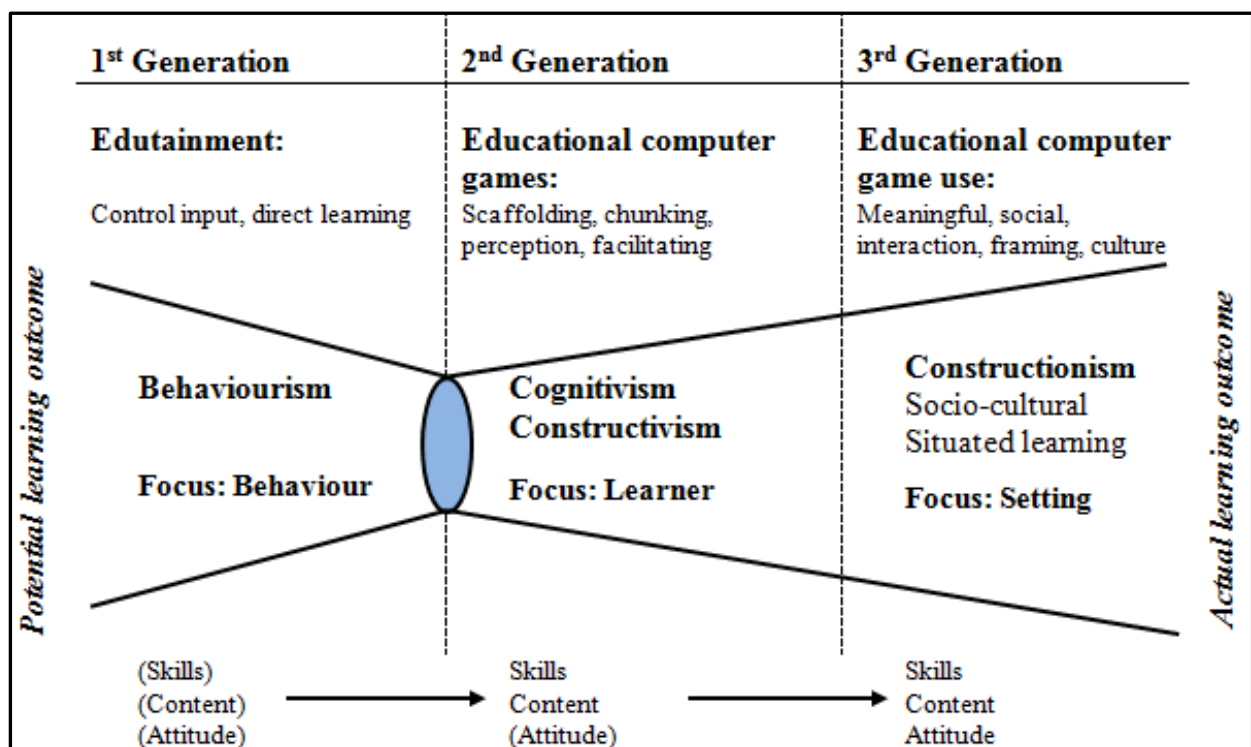 1st Generation
2nd Generation
3rd Generation
Edutainment:
Control input, direct learning
Educational computer
games:
Scaffolding, chunking,
perception, facilitating
Educational computer
game use:
Meaningful, social,
interaction, framing, culture
Potential learning outcome
Behaviourism
Focus: Behaviour
Cognitivism
Constructivism
Focus: Learner
Constructionism
Socio-cultural
Situated learning
Focus: Setting
Actual learning outcome
(Skills)
(Content)
(Attitude)
Skills
Content
(Attitude)
Skills
Content
Attitude